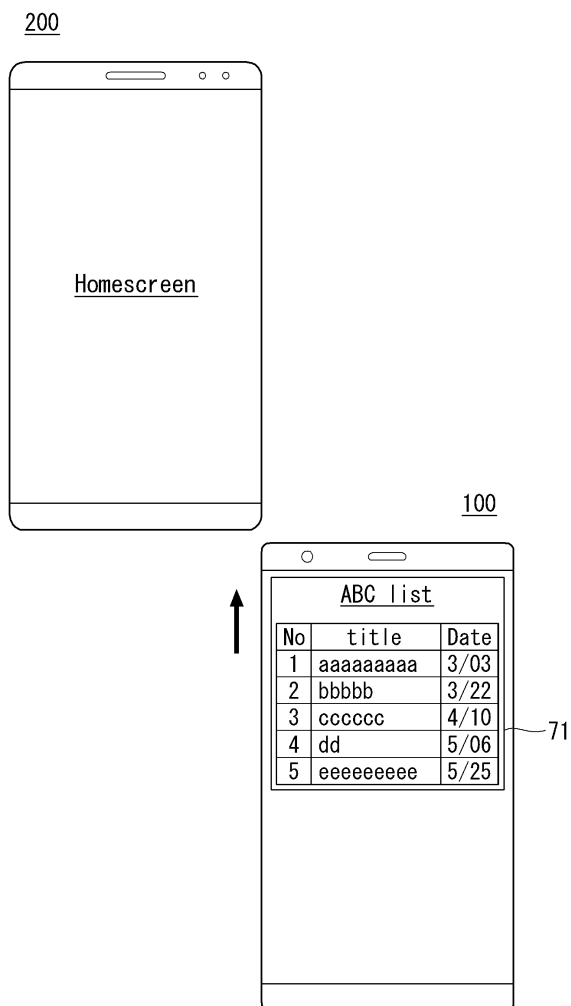 200
Homescreen
100
ABC list
No title Date
1 aaaaaaaaa 3/03
2 bbbbb 3/22
3 cccccc 4/10
4 dd 5/06
5 eeeeeeeee 5/25
71